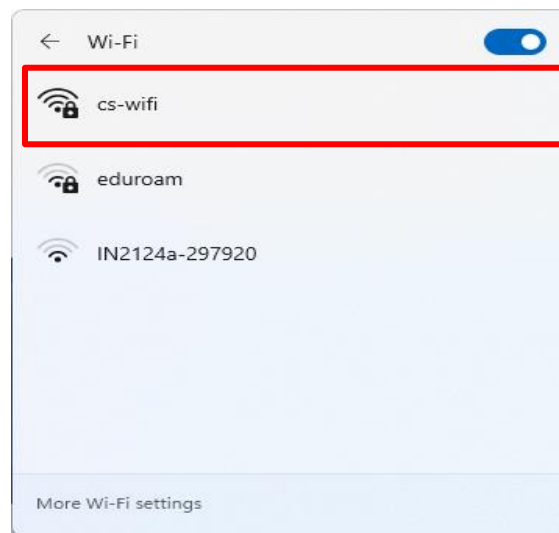 Wi-Fi
cs-wifi
eduroam
IN2124a-297920
More Wi-Fi settings